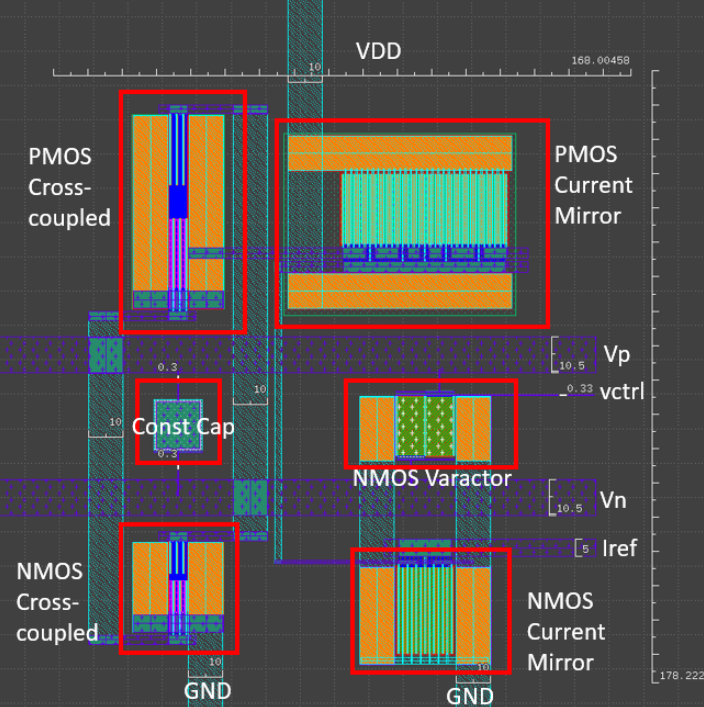 VDD
10
168.00458
PMOS
Cross-
coupled
PMOS
Current
Mirror
Vp
10.5
0.3
0.33
vctrl
10
10
Const Cap
0.3
NMOS Varactor
Vn
10.5
Iref
5
NMOS
Cross-
coupled
NMOS
Current
Mirror
10
10
178.222
GND
GND